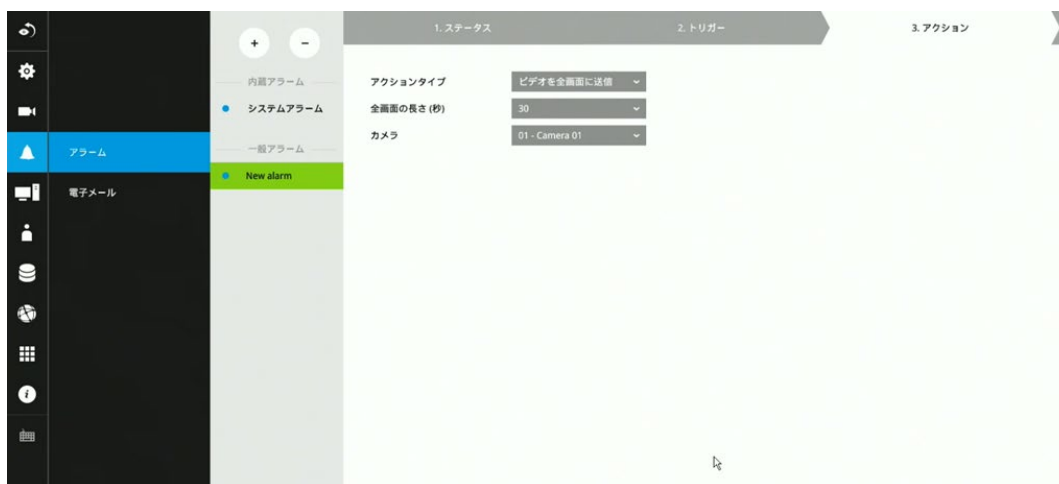 1. ステータス
2. トリガー
3. アクション
+
−
内蔵アラーム
システムアラーム
一般アラーム
New alarm
アラーム
電子メール
アクションタイプ
ビデオを全画面に送信
全画面の長さ (秒)
30
カメラ
01 - Camera 01